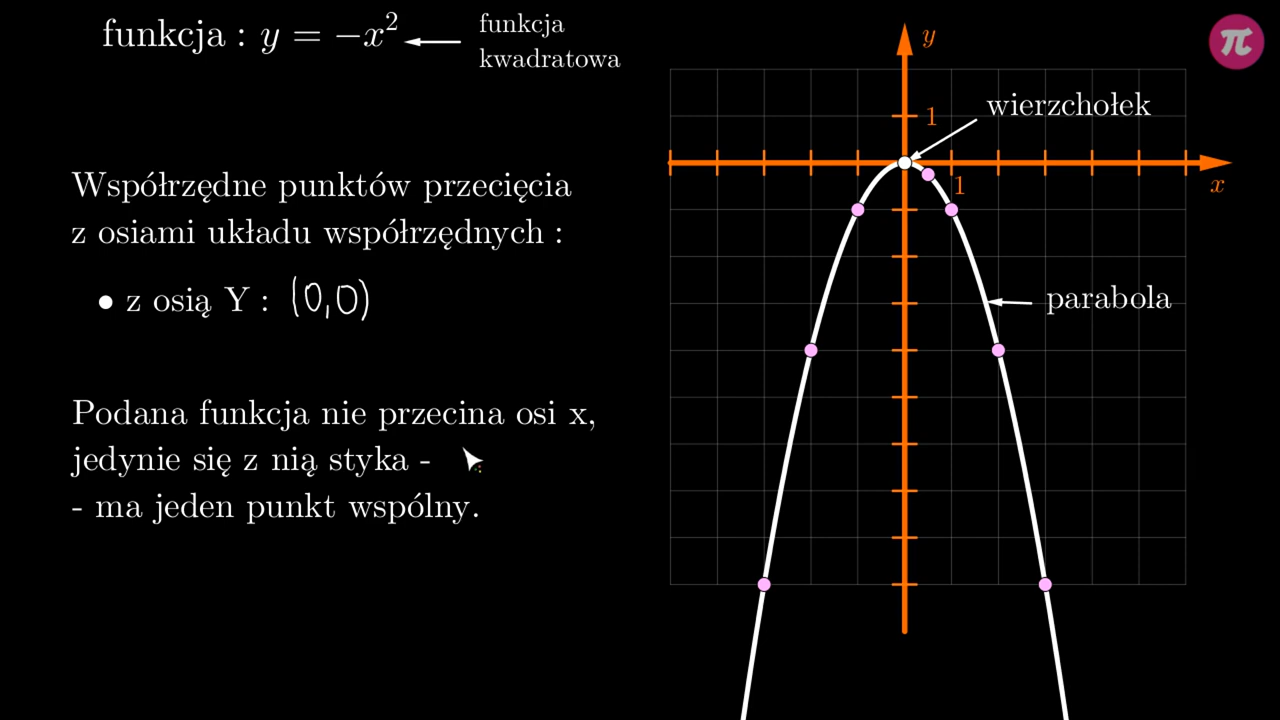 funkcja : y = −x²
funkcja
kwadratowa
Współrzędne punktów przecięcia
z osiami układu współrzędnych :
• z osią Y : (0,0)
Podana funkcja nie przecina osi x,
jedynie się z nią styka -
- ma jeden punkt wspólny.
y
π
wierzchołek
1
1
x
parabola